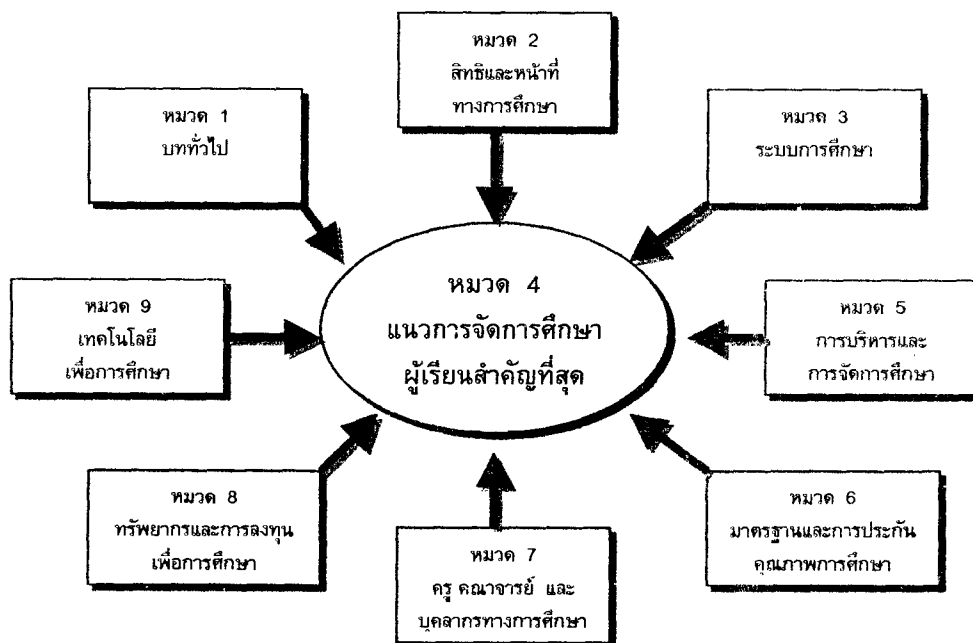 หมวด 1
บททั่วไป
หมวด 2
สิทธิและหน้าที่
ทางการศึกษา
หมวด 3
ระบบการศึกษา
หมวด 4
แนวการจัดการศึกษา
ผู้เรียนสำคัญที่สุด
หมวด 9
เทคโนโลยี
เพื่อการศึกษา
หมวด 5
การบริหารและ
การจัดการศึกษา
หมวด 8
ทรัพยากรและการลงทุน
เพื่อการศึกษา
หมวด 7
ครู คณาจารย์ และ
บุคลากรทางการศึกษา
หมวด 6
มาตรฐานและการประกัน
คุณภาพการศึกษา